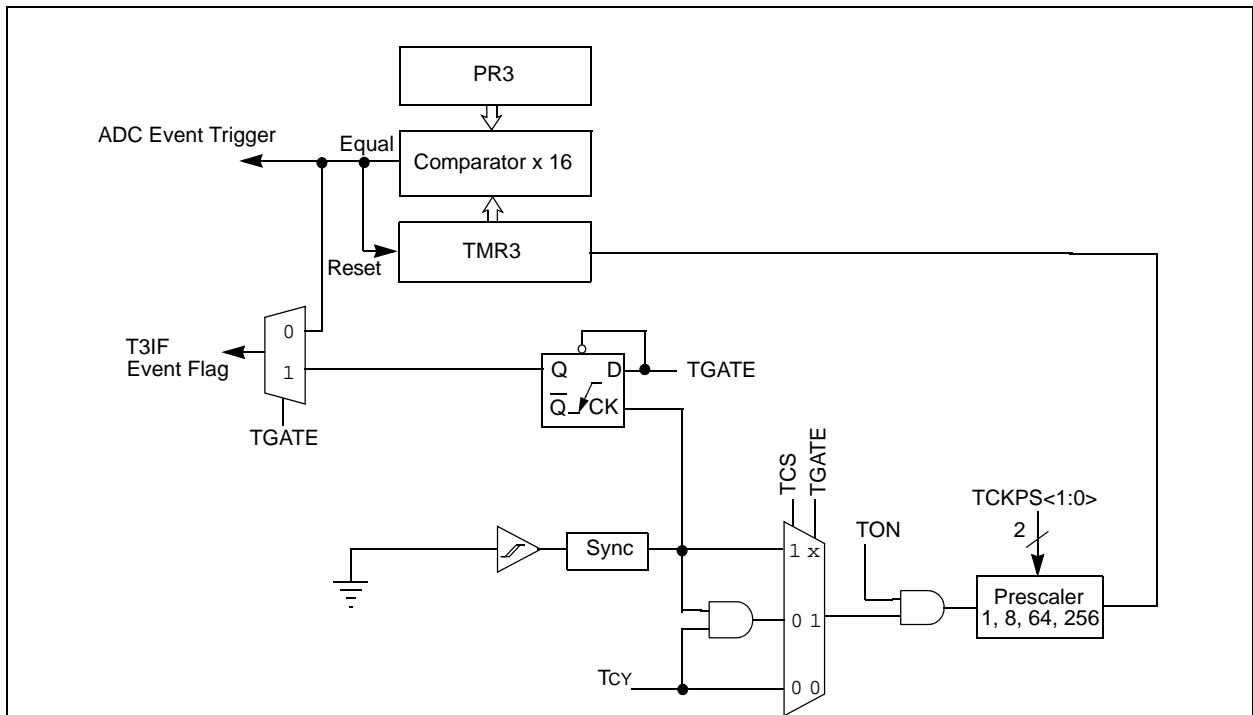 PR3
ADC Event Trigger
Equal
Comparator x 16
TMR3
Reset
0
1
T3IF
Event Flag
TGATE
Q
D
TGATE
Q̅
CK
TCS
TGATE
TCKPS<1:0>
2
TON
Sync
1 x
Prescaler
1, 8, 64, 256
0 1
TCY
0 0